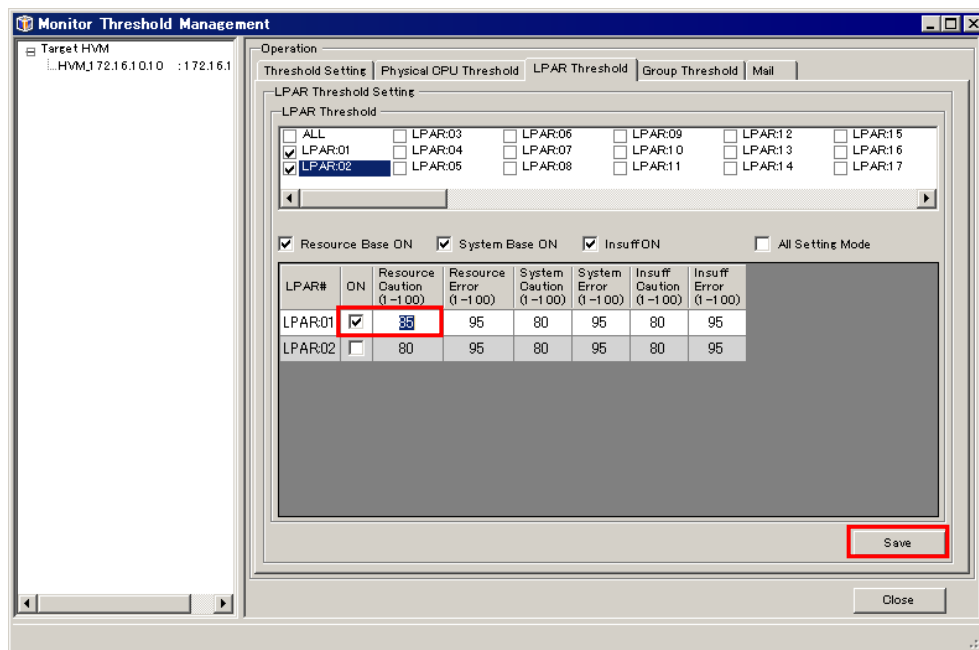 Monitor Threshold Management
Target HVM
HVM_172.16.10.10 : 172.16.1
Operation
Threshold Setting Physical CPU Threshold LPAR Threshold Group Threshold Mail
LPAR Threshold Setting
LPAR Threshold
ALL LPAR:03 LPAR:06 LPAR:09 LPAR:12 LPAR:15
LPAR:01 LPAR:04 LPAR:07 LPAR:10 LPAR:13 LPAR:16
LPAR:02 LPAR:05 LPAR:08 LPAR:11 LPAR:14 LPAR:17
Resource Base ON System Base ON InsuffON All Setting Mode
Resource Resource System System Insuff Insuff
LPAR# ON Caution Error Caution Error Caution Error
(1-100) (1-100) (1-100) (1-100) (1-100) (1-100)
LPAR:01 85 95 80 95 80 95
LPAR:02 80 95 80 95 80 95
Save
Close